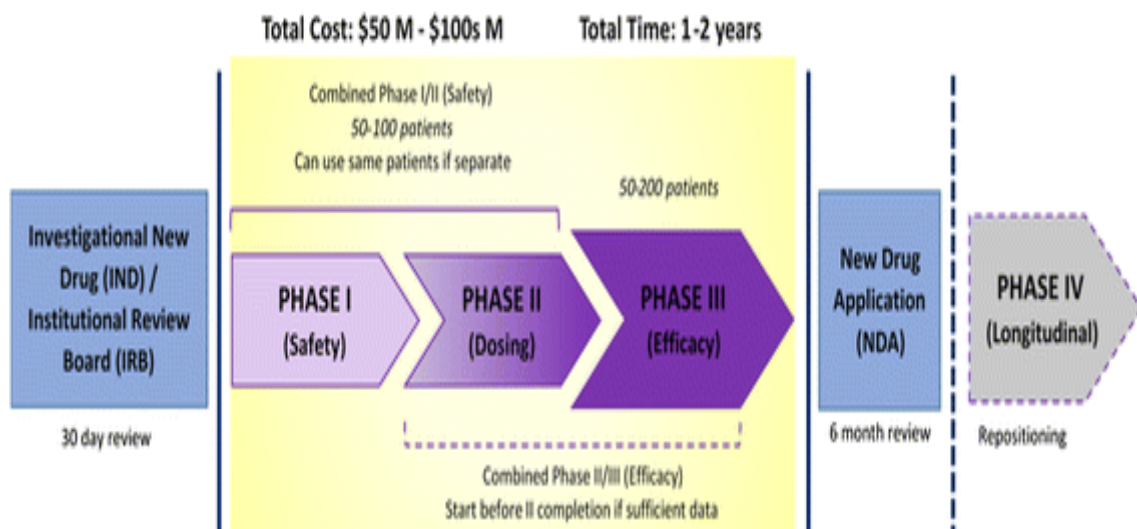 Total Cost: $50 M - $100s M
Total Time: 1-2 years
Combined Phase I/II (Safety)
50-100 patients
Can use same patients if separate
50-200 patients
Investigational New
Drug (IND) /
Institutional Review
Board (IRB)
30 day review
PHASE I
(Safety)
PHASE II
(Dosing)
PHASE III
(Efficacy)
Combined Phase II/III (Efficacy)
Start before II completion if sufficient data
New Drug
Application
(NDA)
6 month review
PHASE IV
(Longitudinal)
Repositioning